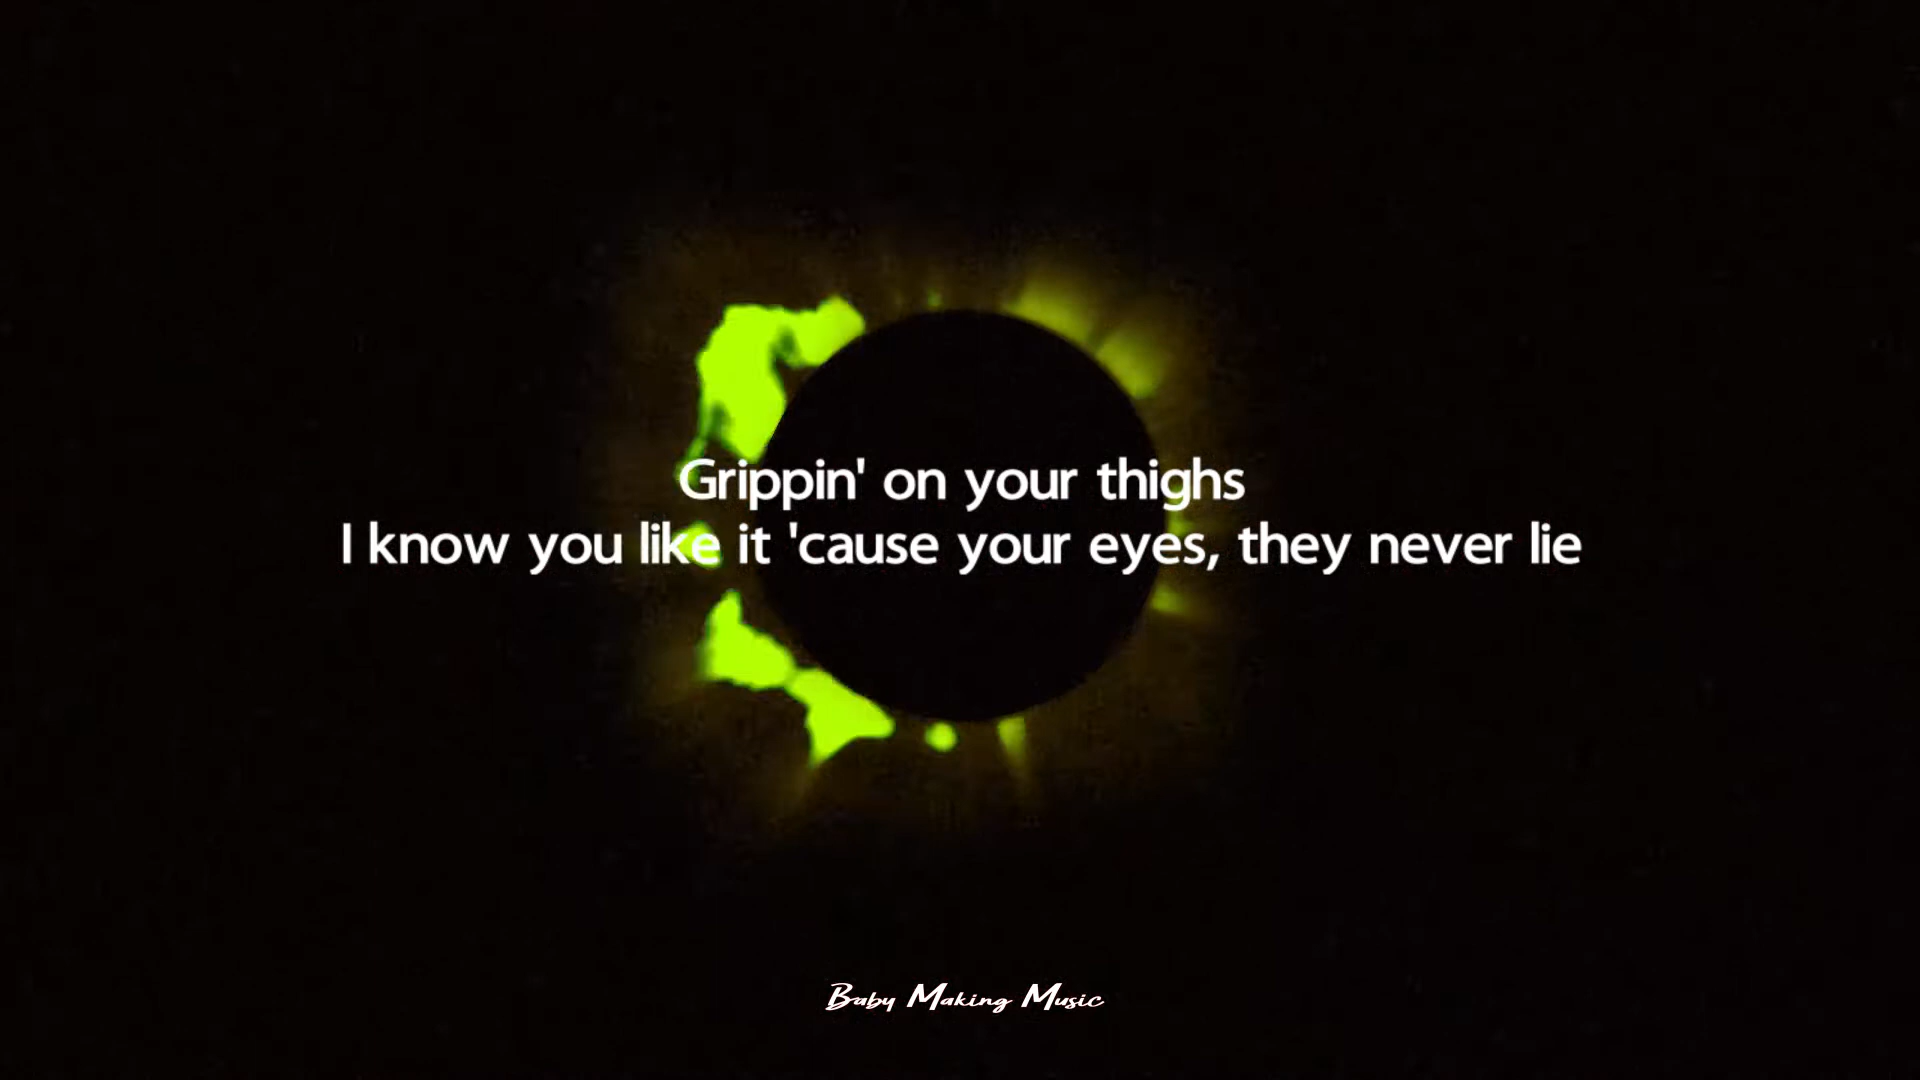 Grippin' on your thighs
I know you like it 'cause your eyes, they never lie
Baby Making Music